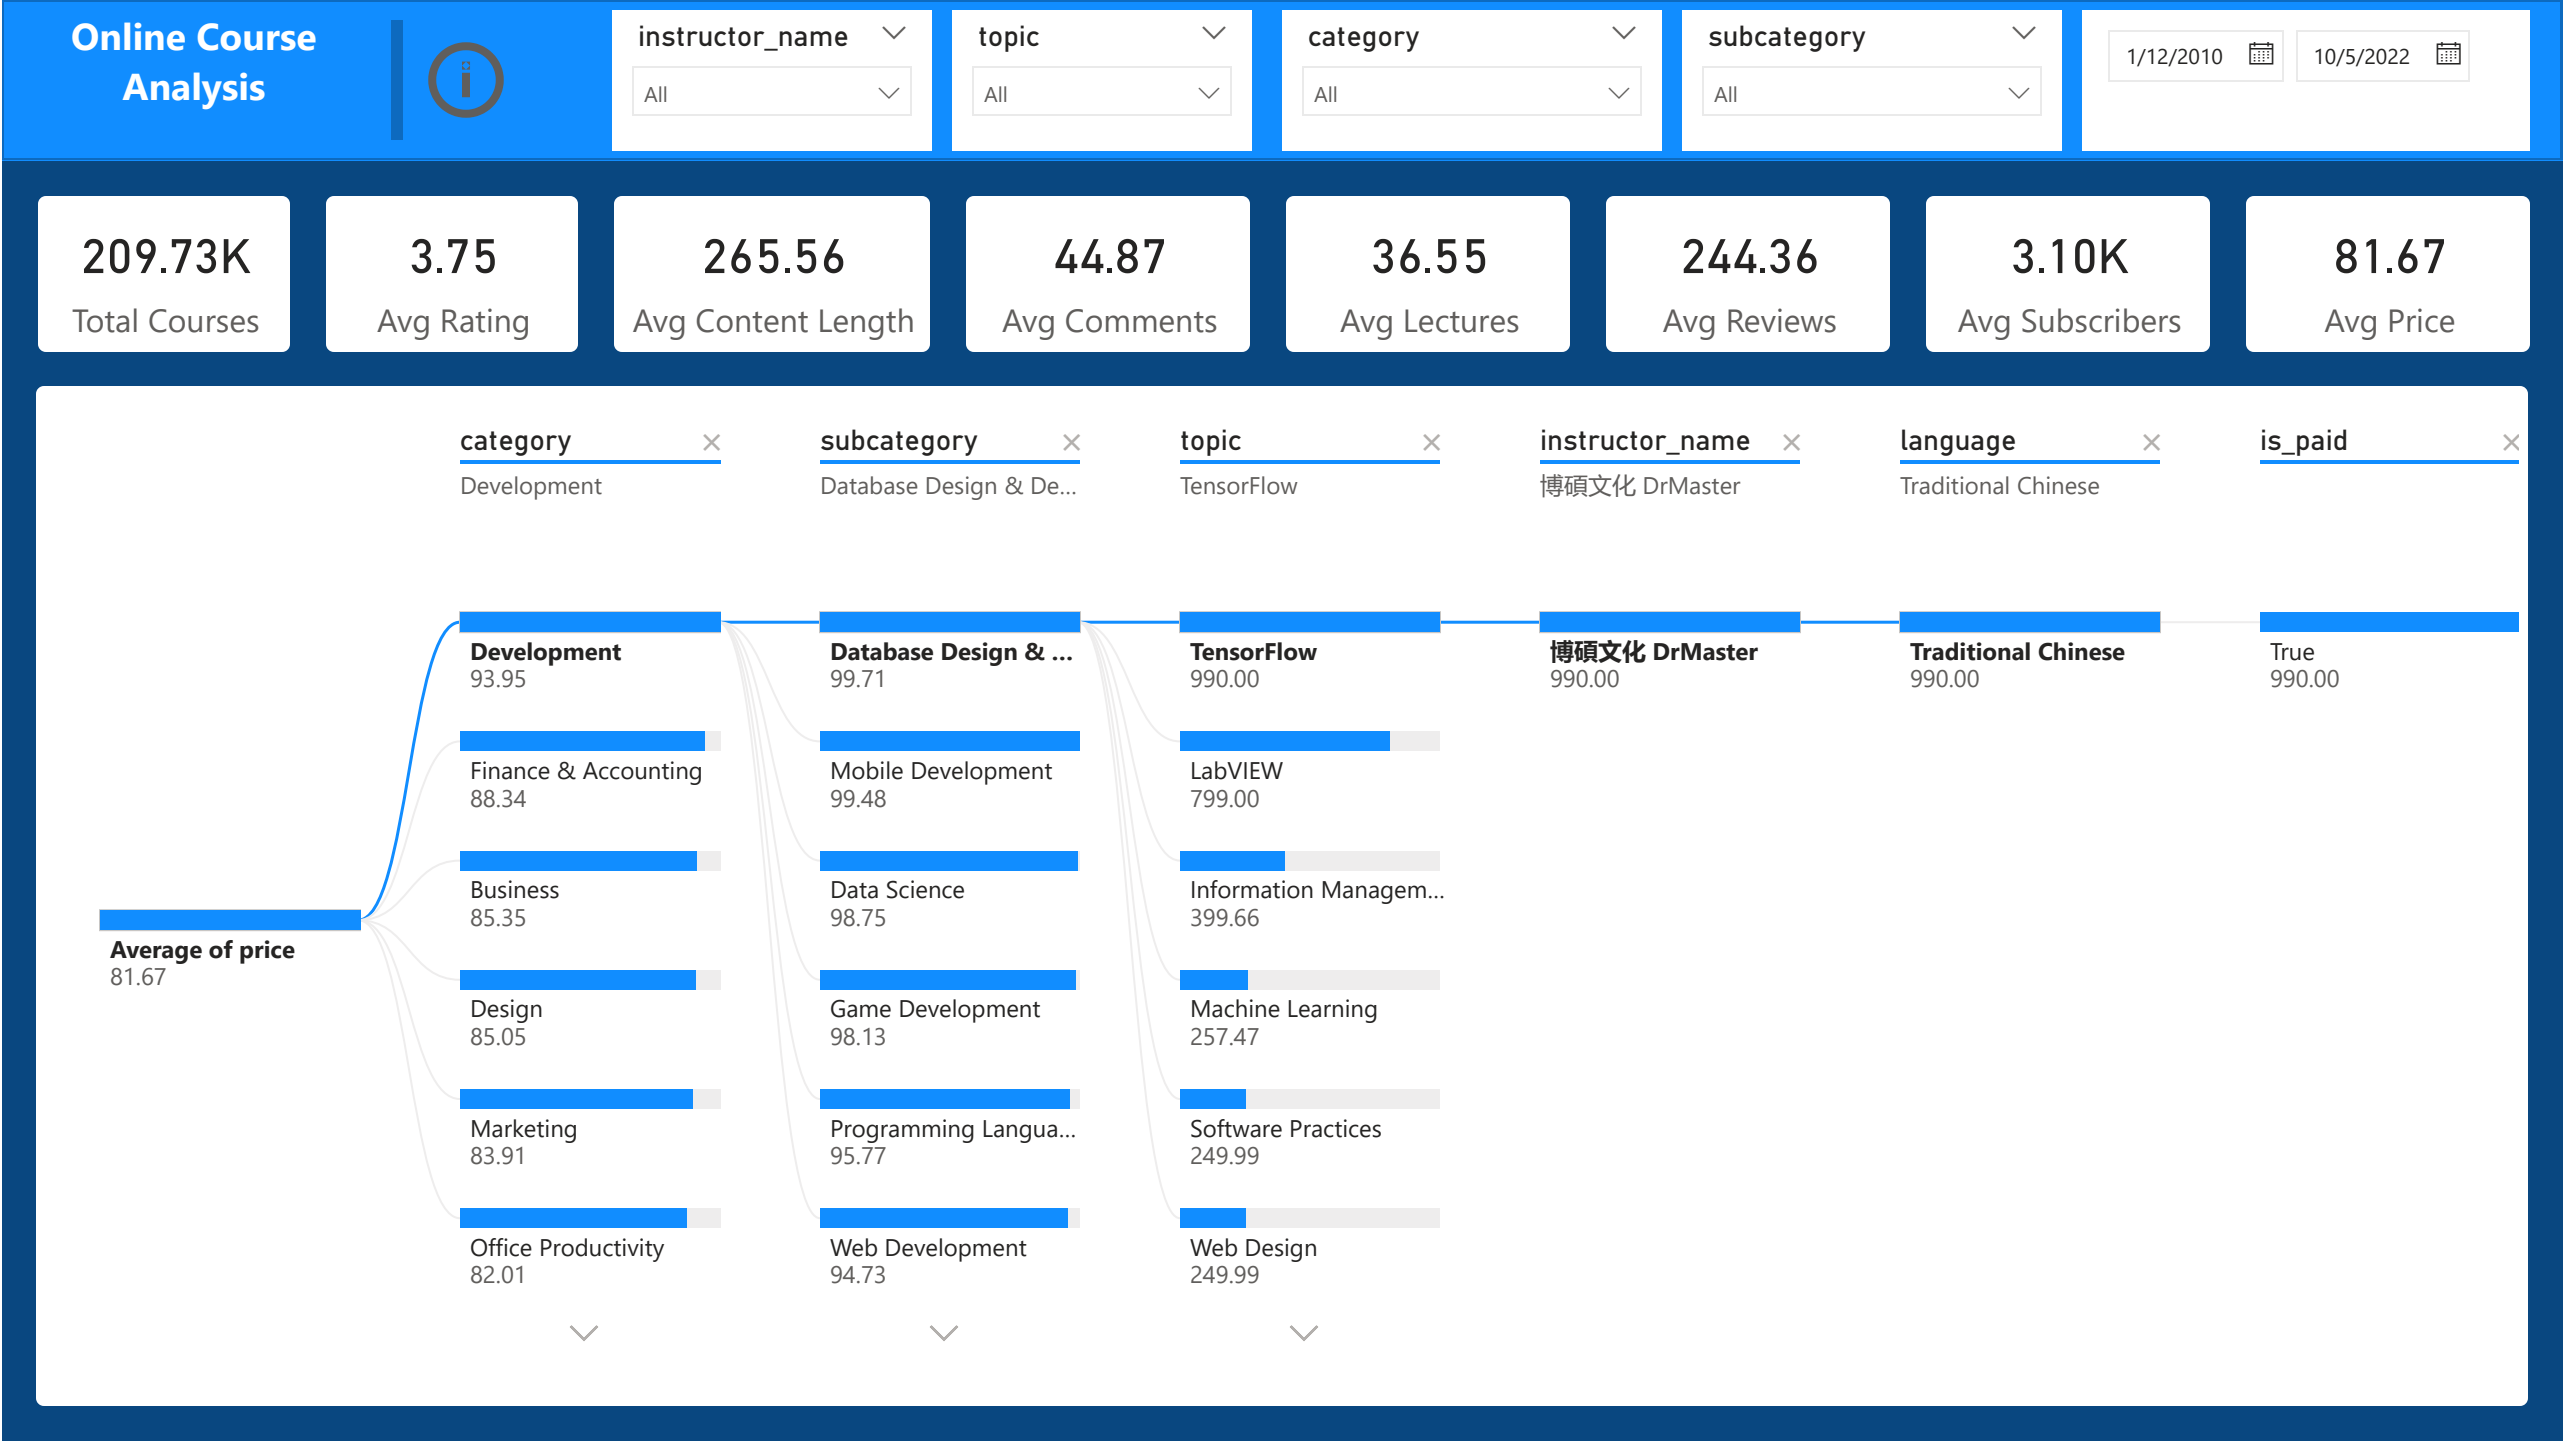 Online Course
Analysis
instructor_name
All
topic
All
category
All
subcategory
All
1/12/2010
10/5/2022
209.73K
Total Courses
3.75
Avg Rating
265.56
Avg Content Length
44.87
Avg Comments
36.55
Avg Lectures
244.36
Avg Reviews
3.10K
Avg Subscribers
81.67
Avg Price
category
Development
subcategory
Database Design & De...
topic
TensorFlow
instructor_name
博碩文化 DrMaster
language
Traditional Chinese
is_paid
Average of price
81.67
Development
93.95
Finance & Accounting
88.34
Business
85.35
Design
85.05
Marketing
83.91
Office Productivity
82.01
Database Design & ...
99.71
Mobile Development
99.48
Data Science
98.75
Game Development
98.13
Programming Langua...
95.77
Web Development
94.73
TensorFlow
990.00
LabVIEW
799.00
Information Managem...
399.66
Machine Learning
257.47
Software Practices
249.99
Web Design
249.99
博碩文化 DrMaster
990.00
Traditional Chinese
990.00
True
990.00